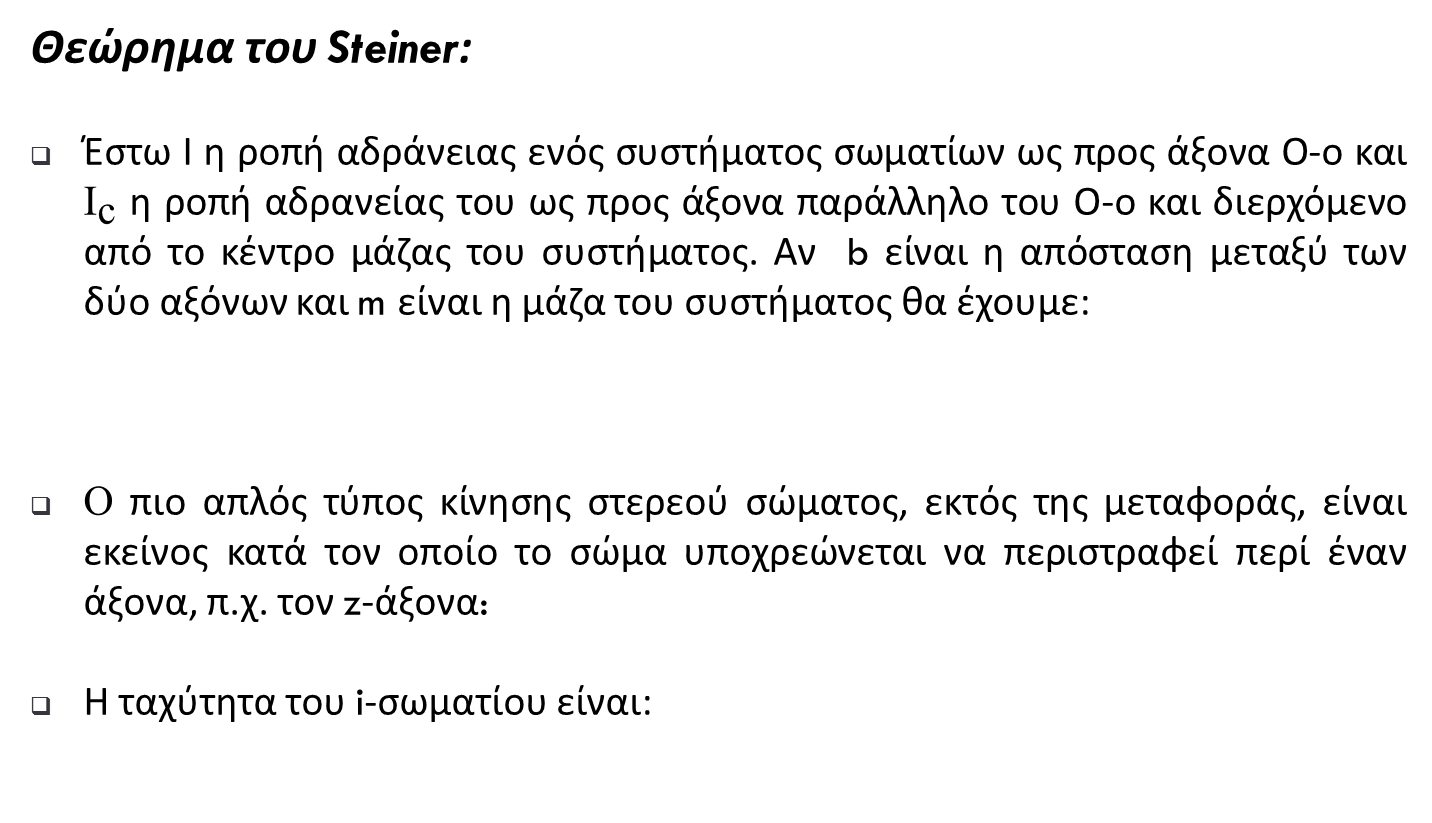 Θεώρημα του Steiner:
Έστω Ι η ροπή αδράνειας ενός συστήματος σωματίων ως προς άξονα Ο-ο και
I_C η ροπή αδρανείας του ως προς άξονα παράλληλο του Ο-ο και διερχόμενο
από το κέντρο μάζας του συστήματος. Αν b είναι η απόσταση μεταξύ των
δύο αξόνων και m είναι η μάζα του συστήματος θα έχουμε:
Ο πιο απλός τύπος κίνησης στερεού σώματος, εκτός της μεταφοράς, είναι
εκείνος κατά τον οποίο το σώμα υποχρεώνεται να περιστραφεί περί έναν
άξονα, π.χ. τον z-άξονα:
Η ταχύτητα του i-σωματίου είναι: